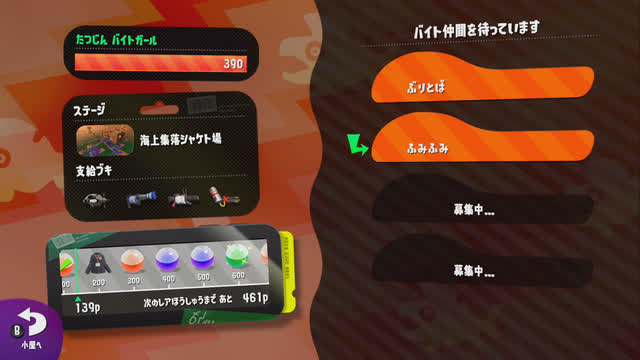 たつじん バイトガール
390
ステージ
海上集落シャケト場
支給ブキ
200 300 400 500 600
139p 次のレアほうしゅうまで あと 461p
B
小屋へ
バイト仲間を待っています
ぶりとば
ふみふみ
募集中...
募集中...